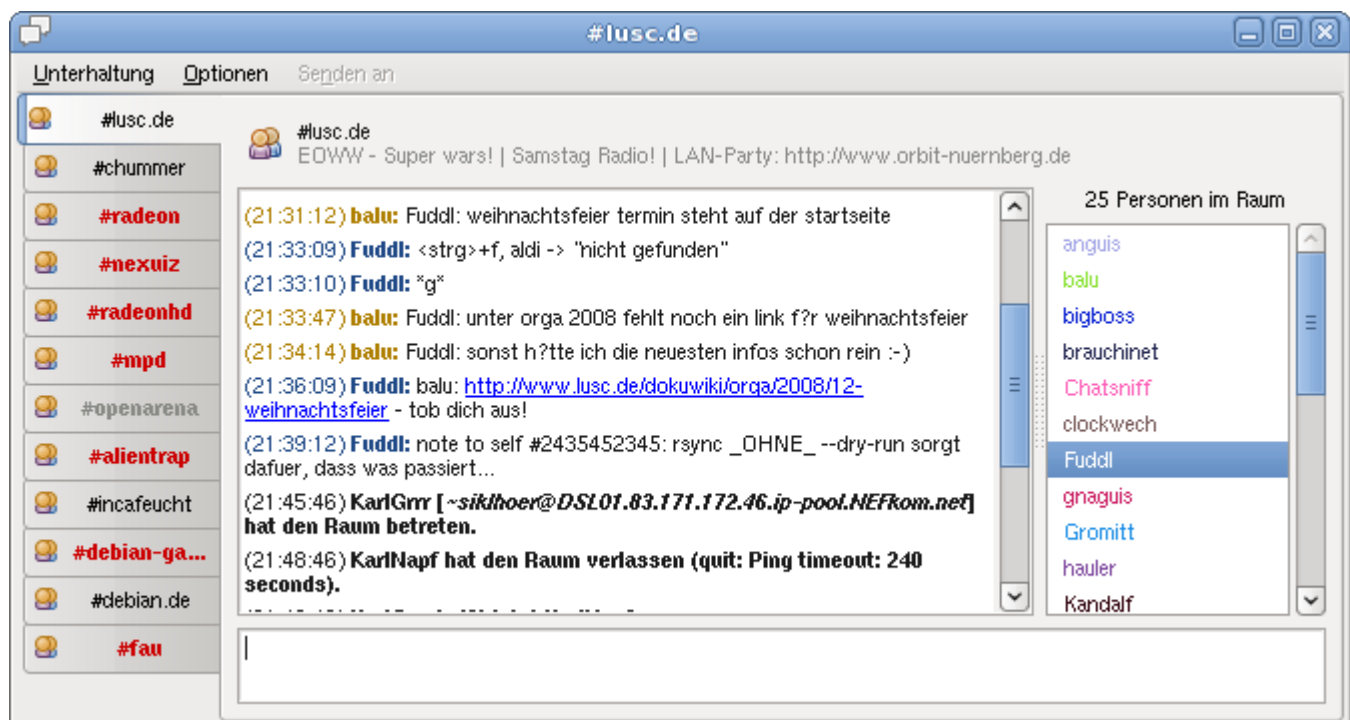 #lusc.de
Unterhaltung Optionen Senden an
#lusc.de
#chummer
#radeon
#nexuiz
#radeonhd
#mpd
#openarena
#alientrap
#incafeucht
#debian-ga...
#debian.de
#fau
#lusc.de
EOWW - Super wars! | Samstag Radio! | LAN-Party: http://www.orbit-nuernberg.de
(21:31:12) balu: Fuddl: weihnachtsfeier termin steht auf der startseite
(21:33:09) Fuddl: <strg>+f, aldi -> "nicht gefunden"
(21:33:10) Fuddl: *g*
(21:33:47) balu: Fuddl: unter orga 2008 fehlt noch ein link f?r weihnachtsfeier
(21:34:14) balu: Fuddl: sonst h?tte ich die neuesten infos schon rein :-)
(21:36:09) Fuddl: balu: http://www.lusc.de/dokuwiki/orga/2008/12-
weihnachtsfeier - tob dich aus!
(21:39:12) Fuddl: note to self #2435452345: rsync _OHNE_ --dry-run sorgt
dafuer, dass was passiert...
(21:45:46) KarlGrrr [~siklhoer@DSL01.83.171.172.46.ip-pool.NEFkom.net]
hat den Raum betreten.
(21:48:46) KarlNapf hat den Raum verlassen (quit: Ping timeout: 240
seconds).
25 Personen im Raum
anguis
balu
bigboss
brauchinet
Chatsniff
clockwech
Fuddl
gnaguis
Gromitt
hauler
Kandalf